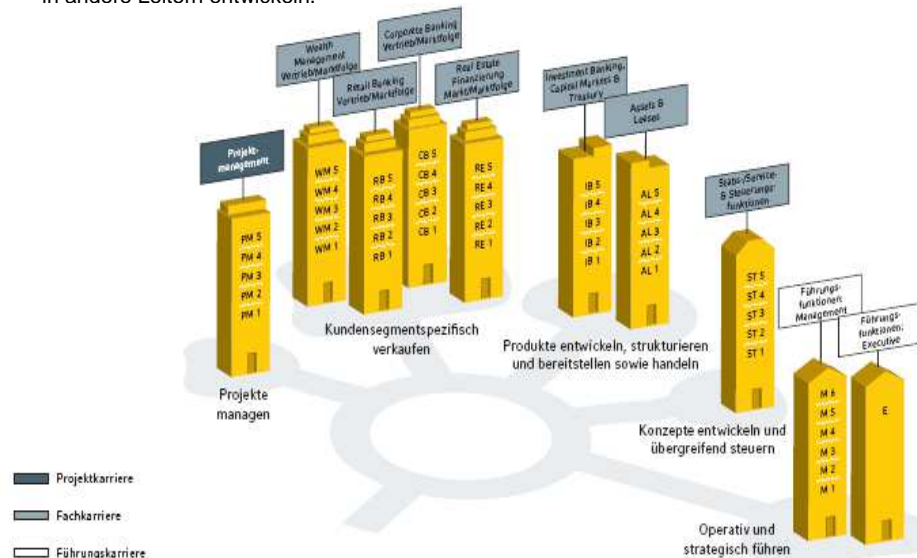 in andere Leitern entwickeln.
Wealth
Management
Vertrieb/Marktfolge
Corporate Banking
Vertrieb/Marktfolge
Retail Banking
Vertrieb/Marktfolge
Real Estate
Finanzierung
Markt/Marktfolge
Investment Banking,
Capital Markets &
Treasury
Assets &
Leases
Projekt-
management
Stabs-/Service-
& Steuerungs-
funktionen
Führungs-
funktionen:
Management
Führungs-
funktionen:
Executive
PM 5
PM 4
PM 3
PM 2
PM 1
WM 5
WM 4
WM 3
WM 2
WM 1
RB 5
RB 4
RB 3
RB 2
RB 1
CB 5
CB 4
CB 3
CB 2
CB 1
RE 5
RE 4
RE 3
RE 2
RE 1
IB 5
IB 4
IB 3
IB 2
IB 1
AL 5
AL 4
AL 3
AL 2
AL 1
ST 5
ST 4
ST 3
ST 2
ST 1
M 6
M 5
M 4
M 3
M 2
M 1
E
Projekte
managen
Kundensegmentspezifisch
verkaufen
Produkte entwickeln, strukturieren
und bereitstellen sowie handeln
Konzepte entwickeln und
übergreifend steuern
Operativ und
strategisch führen
Projektkarriere
Fachkarriere
Führungskarriere